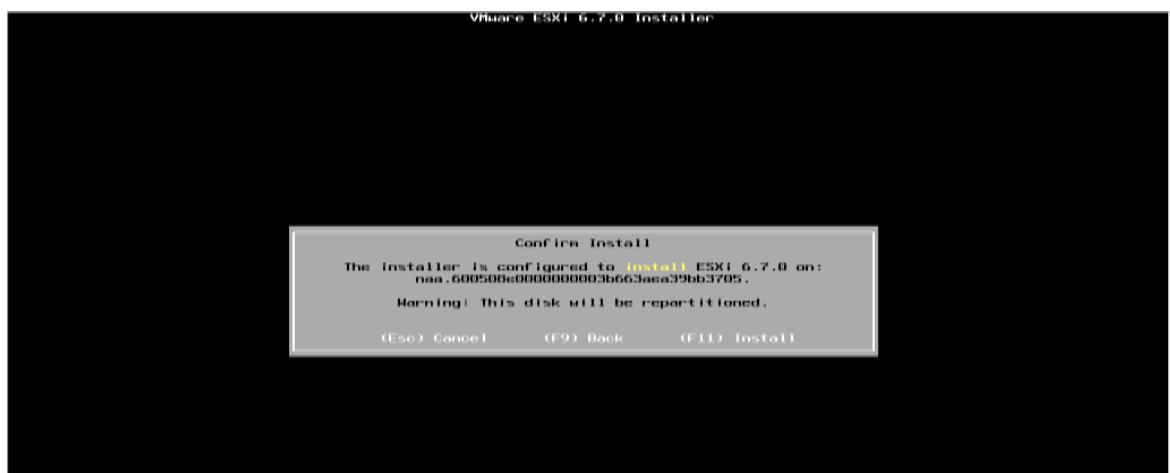 VMware ESXi 6.7.0 Installer
Confirm Install
The installer is configured to install ESXi 6.7.0 on:
naa.600508e0000000003b663aea39bb3705.
Warning! This disk will be repartitioned.
(Esc) Cancel (F9) Back (F11) Install